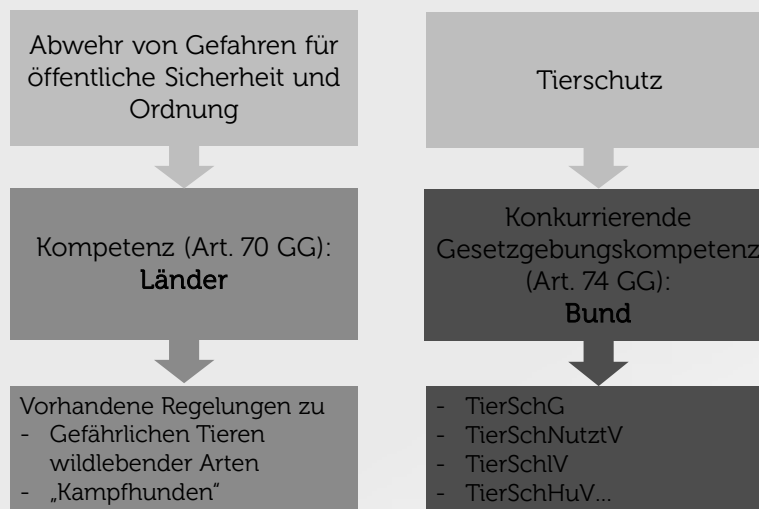 Abwehr von Gefahren für
öffentliche Sicherheit und
Ordnung
Kompetenz (Art. 70 GG):
Länder
Vorhandene Regelungen zu
- Gefährlichen Tieren
wildlebender Arten
- „Kampfhunden“
Tierschutz
Konkurrierende
Gesetzgebungskompetenz
(Art. 74 GG):
Bund
- TierSchG
- TierSchNutztV
- TierSchlV
- TierSchHuV...